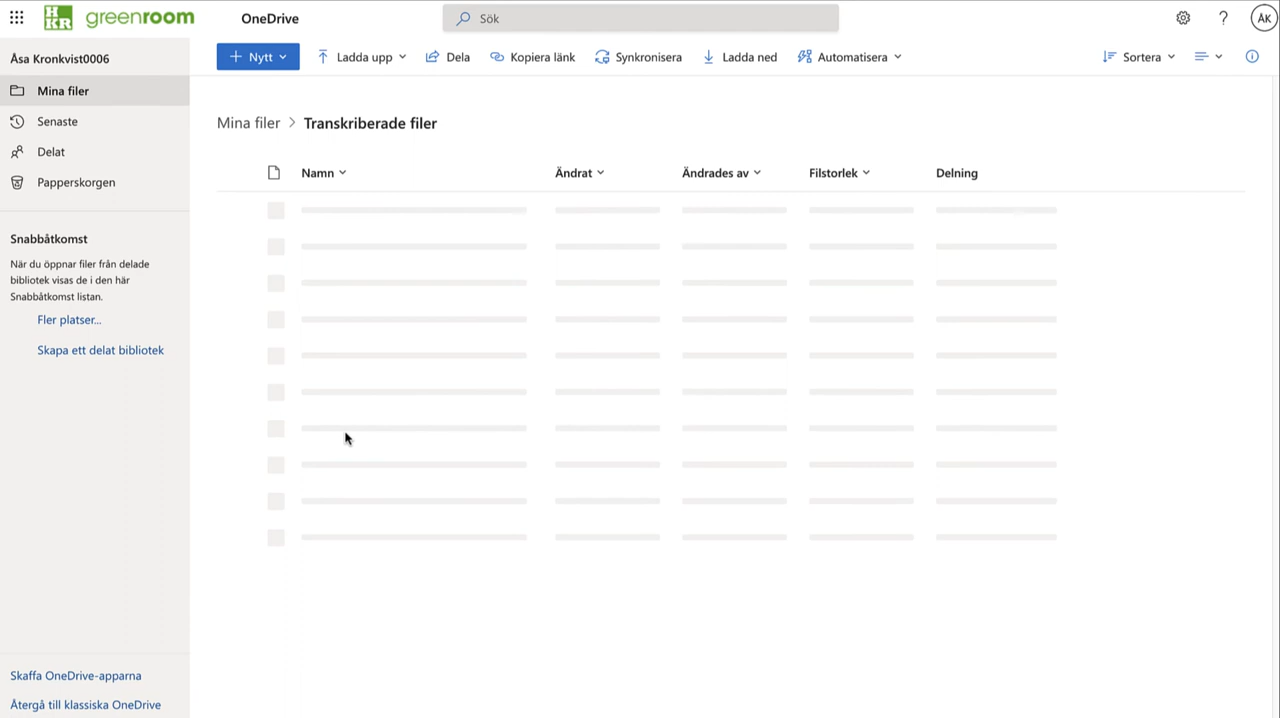 HKR greenroom
OneDrive
Sök
ÅK
Åsa Kronkvist0006
Nytt
Ladda upp
Dela
Kopiera länk
Synkronisera
Ladda ned
Automatisera
Sortera
Mina filer
Senaste
Delat
Papperskorgen
Snabbåtkomst
När du öppnar filer från delade
bibliotek visas de i den här
Snabbåtkomst listan.
Fler platser...
Skapa ett delat bibliotek
Skaffa OneDrive-apparna
Återgå till klassiska OneDrive
Mina filer > Transkriberade filer
Namn
Ändrat
Ändrades av
Filstorlek
Delning